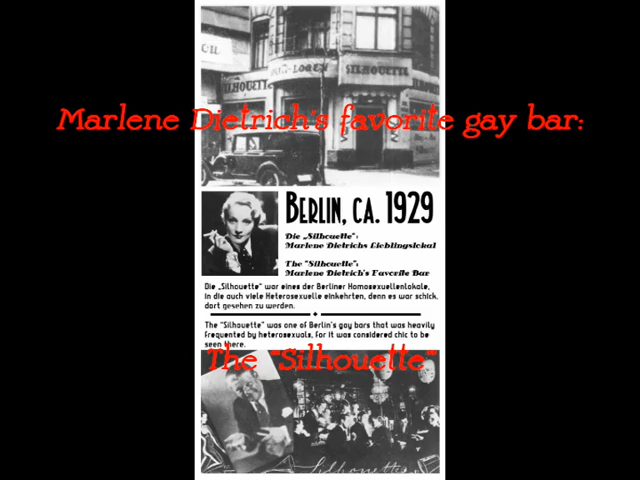 SILHOUETTE
SILHOUETTE
Marlene Dietrich's favorite gay bar:
BERLIN, CA. 1929
Die „Silhouette":
Marlene Dietrichs Lieblingslokal
The "Silhouette":
Marlene Dietrich's Favorite Bar
Die „Silhouette" war eines der Berliner Homosexuellenlokale,
in die auch viele Heterosexuelle einkehrten, denn es war schick,
dort gesehen zu werden.
The "Silhouette" was one of Berlin's gay bars that was heavily
frequented by heterosexuals, for it was considered chic to be
seen there.
The "Silhouette"
Silhouette